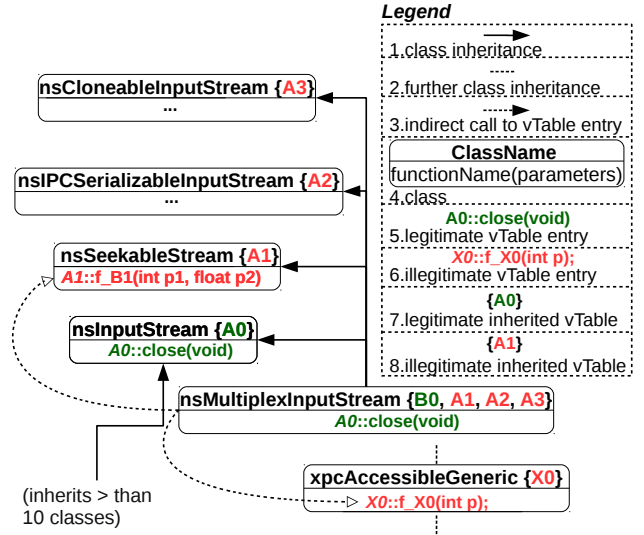 Legend
1.class inheritance
2.further class inheritance
3.indirect call to vTable entry
ClassName
functionName(parameters)
4.class
A0::close(void)
5.legitimate vTable entry
X0::f_X0(int p);
6.illegitimate vTable entry
{A0}
7.legitimate inherited vTable
{A1}
8.illegitimate inherited vTable
nsCloneableInputStream {A3}
...
nsIPCSerializableInputStream {A2}
...
nsSeekableStream {A1}
A1::f_B1(int p1, float p2)
nsInputStream {A0}
A0::close(void)
nsMultiplexInputStream {B0, A1, A2, A3}
A0::close(void)
xpcAccessibleGeneric {X0}
X0::f_X0(int p);
(inherits > than
10 classes)